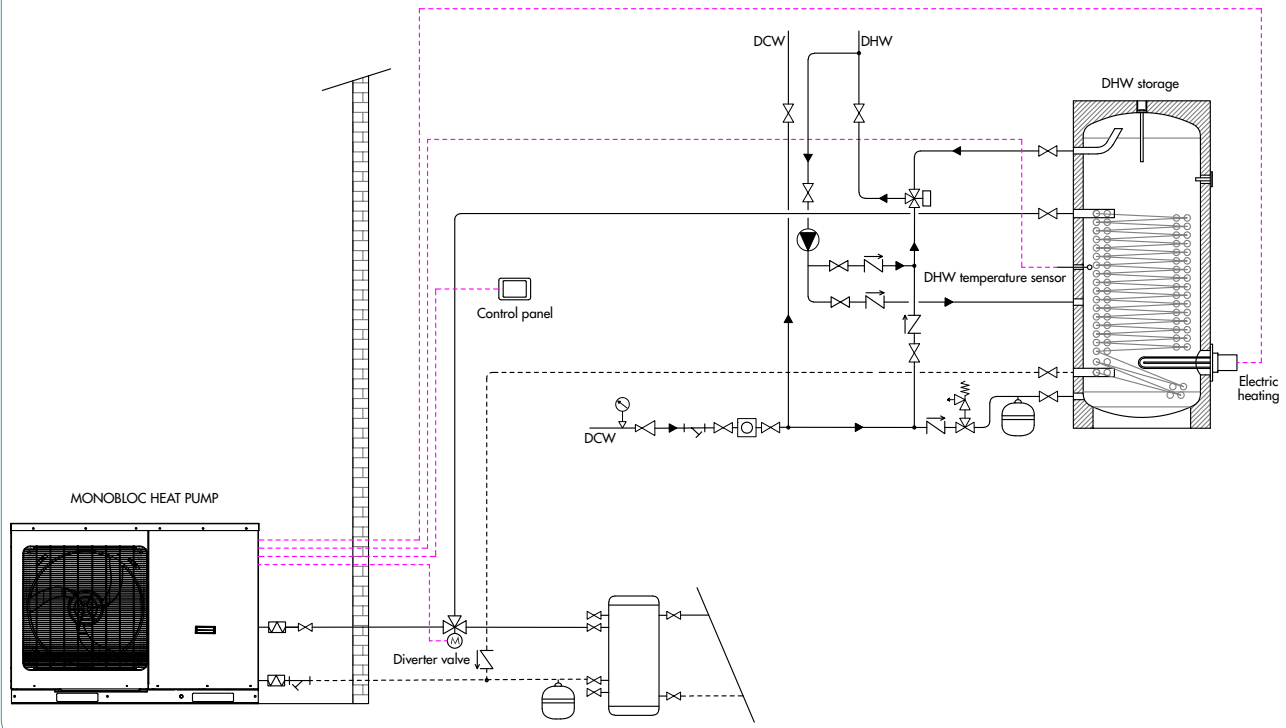 DCW
DHW
DHW storage
DHW temperature sensor
Control panel
Electric
heating
DCW
MONOBLOC HEAT PUMP
Diverter valve
M